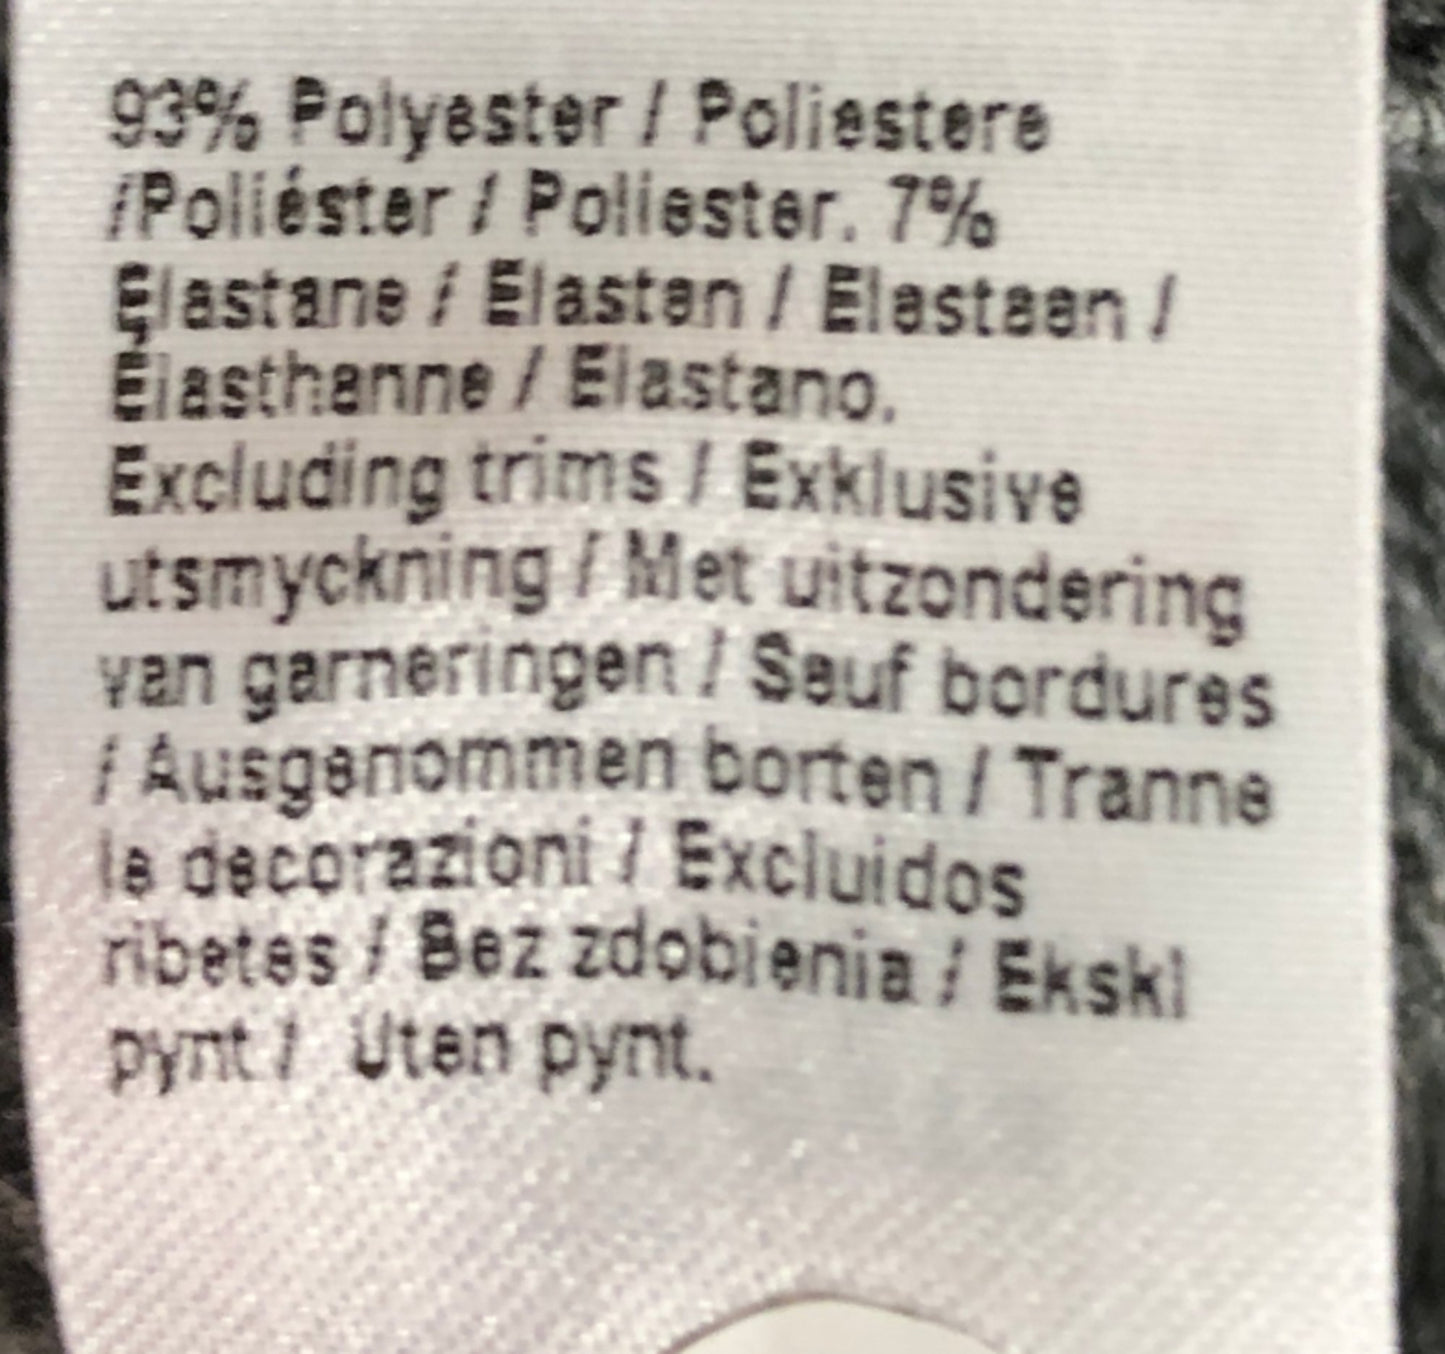 93% Polyester / Poliestere
/Poliéster / Poliester. 7%
Elastane / Elastan / Elastaan /
Élasthanne / Elastano.
Excluding trims / Exklusive
utsmyckning / Met uitzondering
van garneringen / Sauf bordures
/ Ausgenommen borten / Tranne
le decorazioni / Excluidos
ribetes / Bez zdobienia / Ekskl
pynt / Uten pynt.